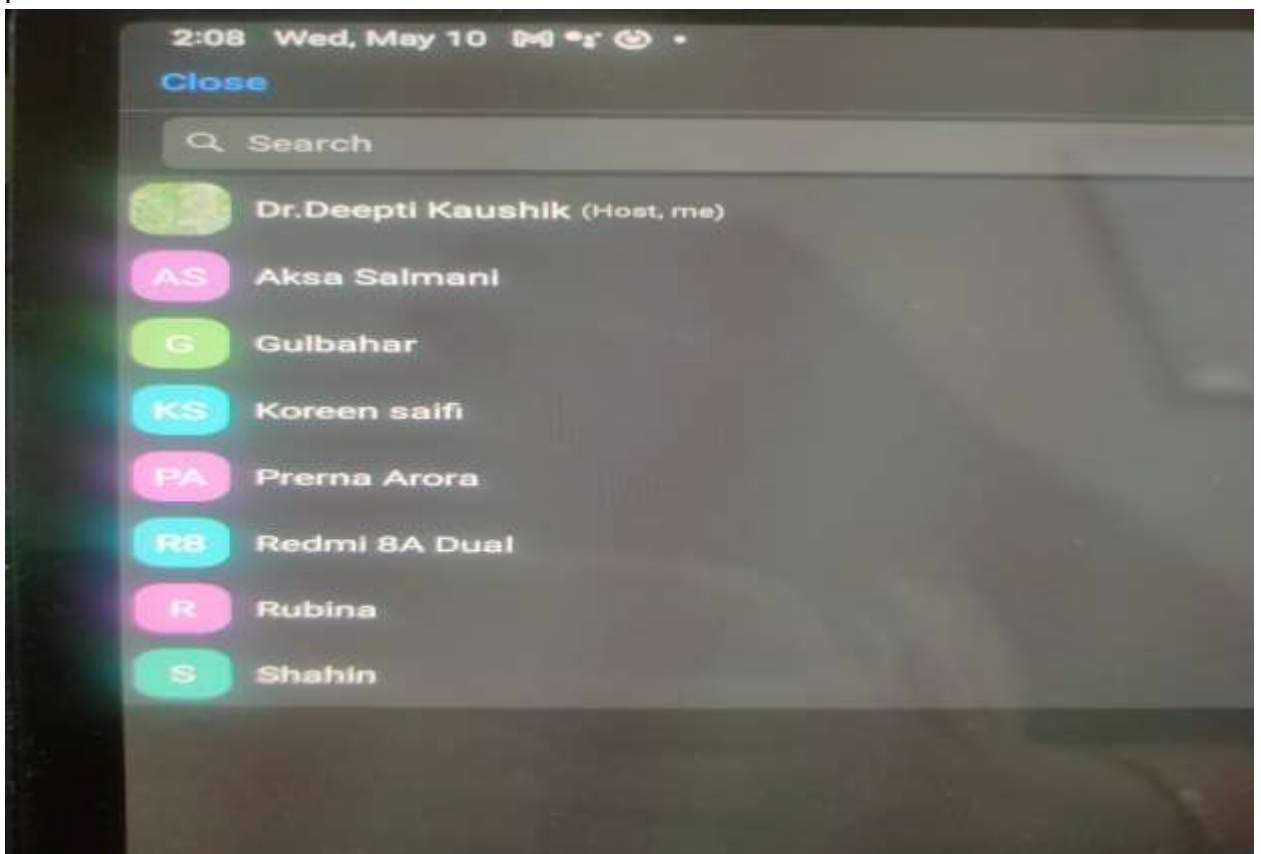 2:08 Wed, May 10
Close
Search
Dr.Deepti Kaushik (Host, me)
AS Aksa Salmani
G Gulbahar
KS Koreen saifi
PA Prerna Arora
R8 Redmi 8A Dual
R Rubina
S Shahin